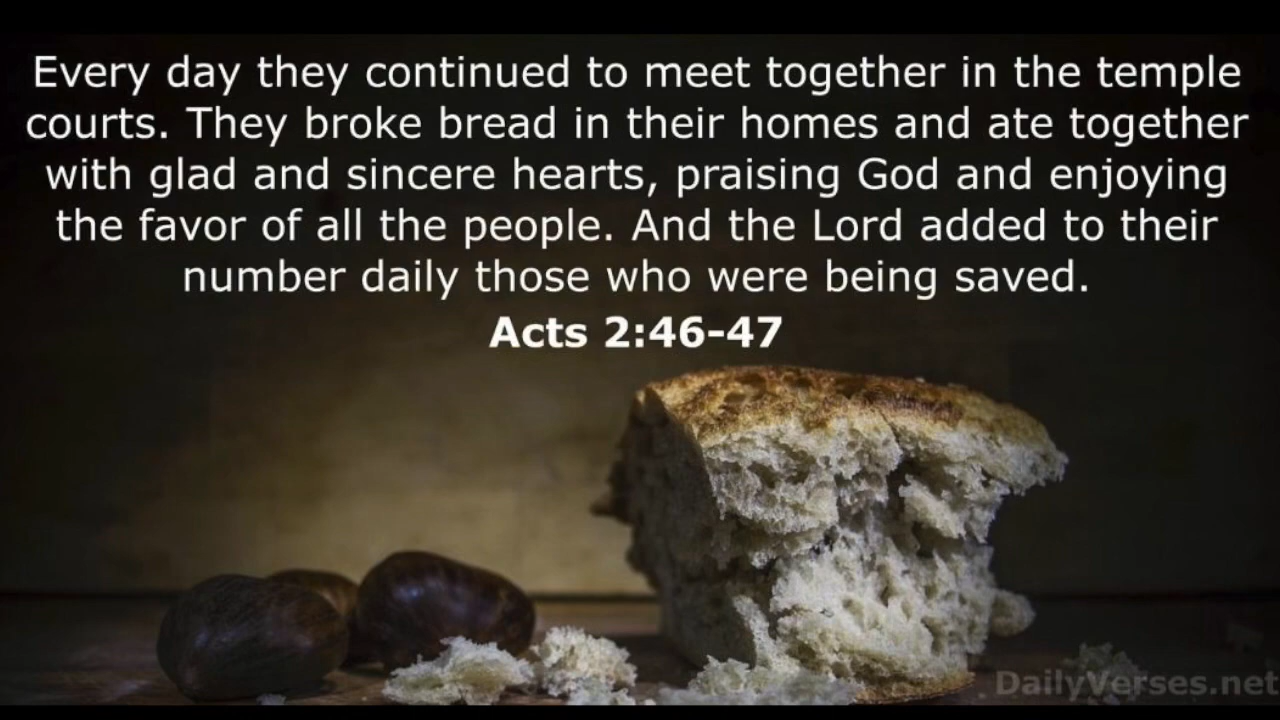 Every day they continued to meet together in the temple
courts. They broke bread in their homes and ate together
with glad and sincere hearts, praising God and enjoying
the favor of all the people. And the Lord added to their
number daily those who were being saved.
Acts 2:46-47
DailyVerses.net